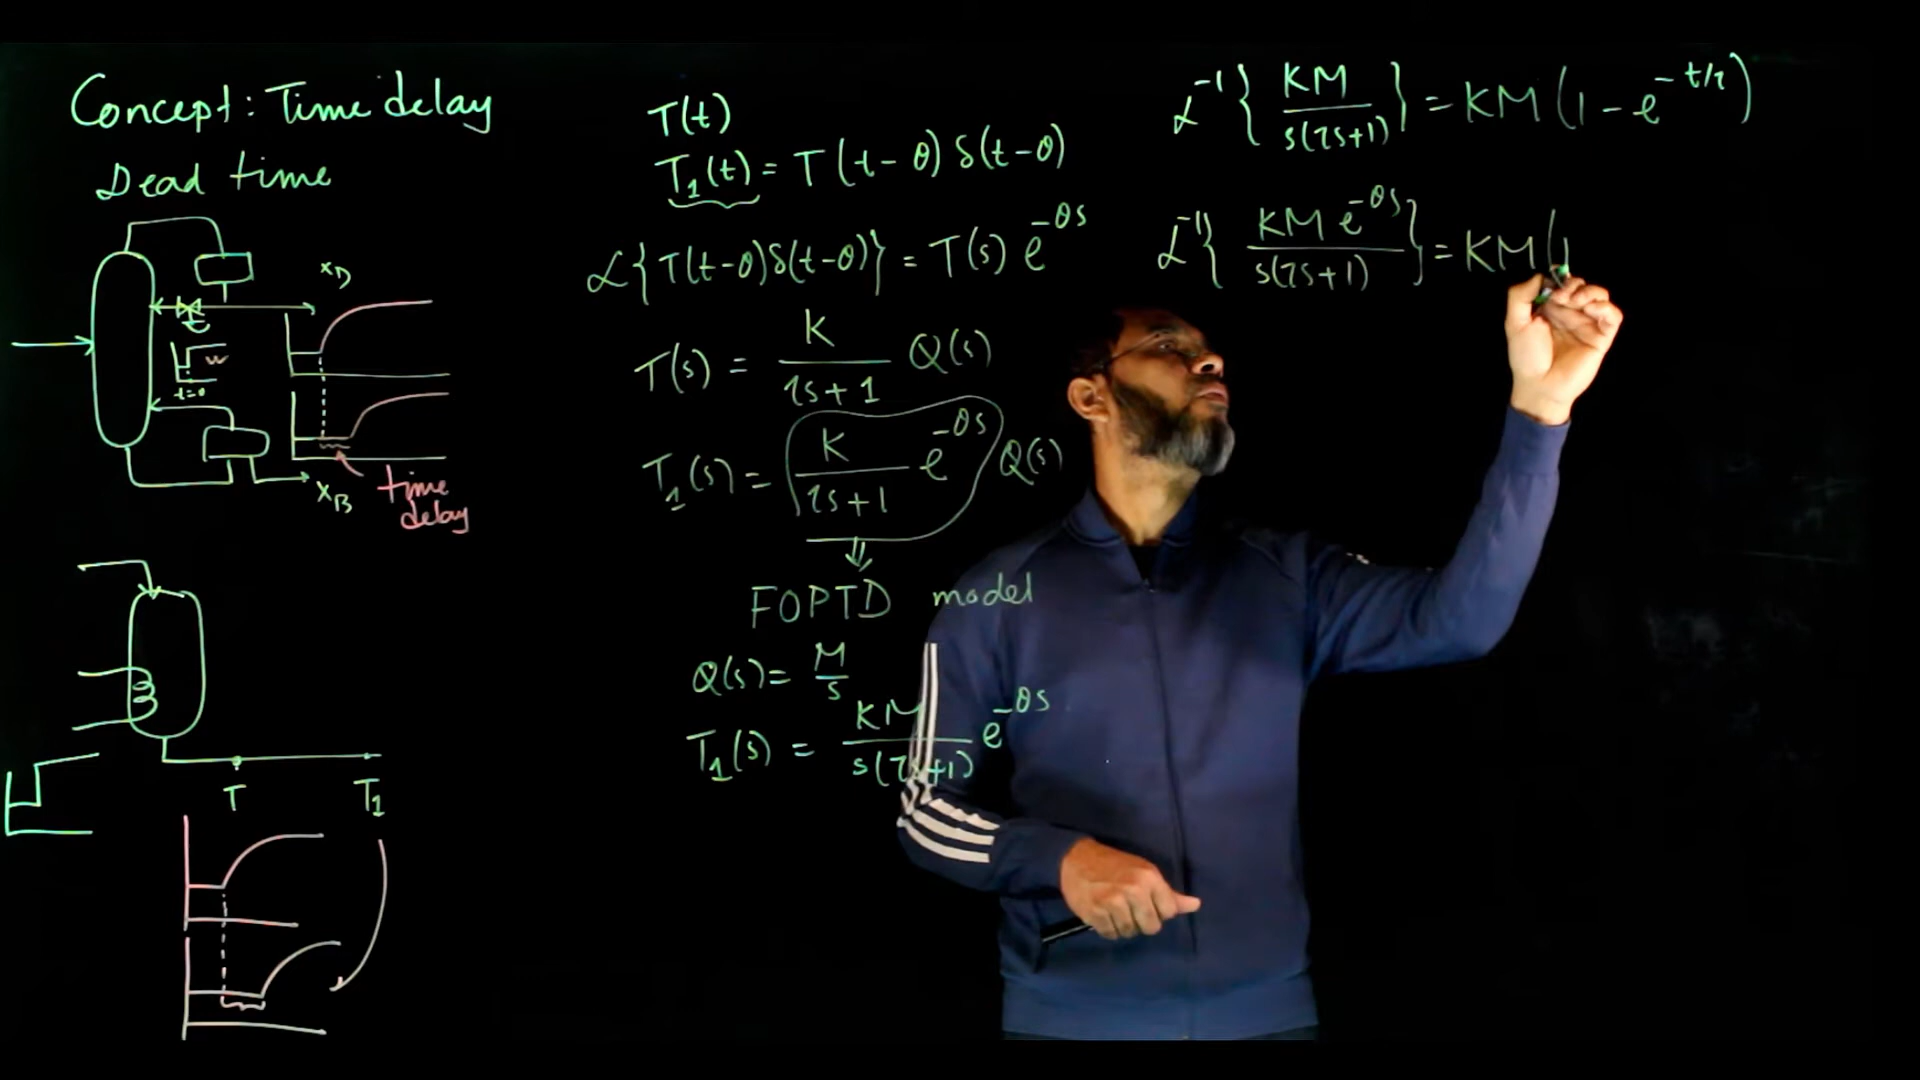 Concept: Time delay
Dead time
x_D
w
t=0
x_B
time
delay
T
T_1
T(t)
T_1(t) = T(t-θ) δ(t-θ)
ℒ{T(t-θ)δ(t-θ)} = T(s) e^{-θs}
T(s) = K/(τs+1) Q(s)
T_1(s) = K/(τs+1) e^{-θs} Q(s)
⇓
FOPTD model
Q(s) = M/s
T_1(s) = KM/(s(τs+1)) e^{-θs}
ℒ^{-1}{KM/(s(τs+1))} = KM(1 - e^{-t/τ})
ℒ^{-1}{KM e^{-θs}/(s(τs+1))} = KM(1